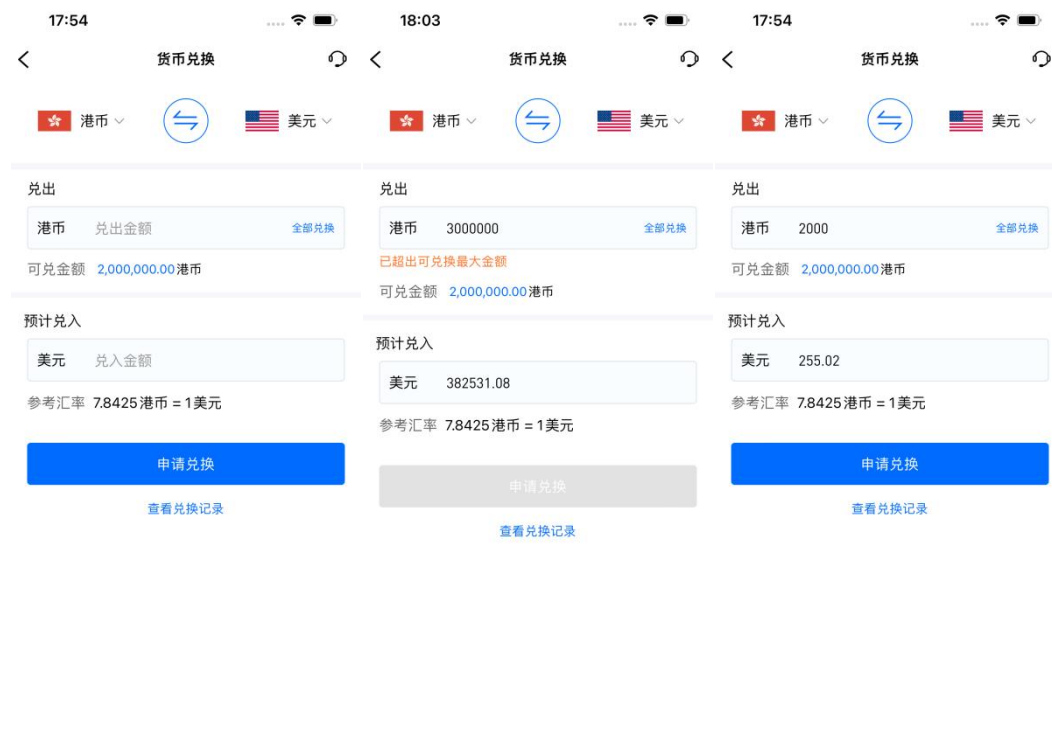 17:54
货币兑换
港币
美元
兑出
港币 兑出金额 全部兑换
可兑金额 2,000,000.00港币
预计兑入
美元 兑入金额
参考汇率 7.8425港币 = 1美元
申请兑换
查看兑换记录
18:03
货币兑换
港币
美元
兑出
港币 3000000 全部兑换
已超出可兑换最大金额
可兑金额 2,000,000.00港币
预计兑入
美元 382531.08
参考汇率 7.8425港币 = 1美元
申请兑换
查看兑换记录
17:54
货币兑换
港币
美元
兑出
港币 2000 全部兑换
可兑金额 2,000,000.00港币
预计兑入
美元 255.02
参考汇率 7.8425港币 = 1美元
申请兑换
查看兑换记录